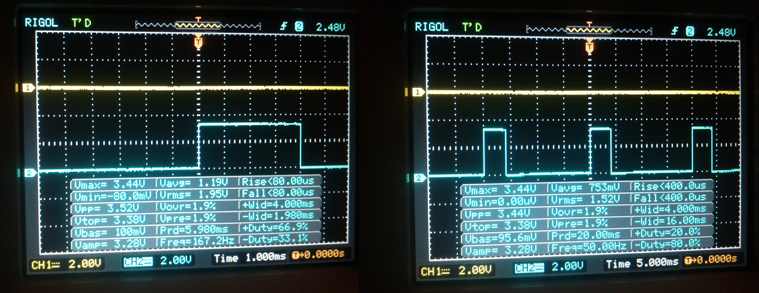 RIGOL T'D 2 2.48V
T
T
1
2
Vmax= 3.44V Vavg= 1.19V Rise<80.00us
Vmin=-80.0mV Vrms= 1.95V Fall<80.00us
Vpp= 3.52V Vovr=1.9% +Wid=4.000ms
Vtop= 3.38V Vpre=1.9% -Wid=1.980ms
Vbas= 100mV Prd=5.980ms +Duty=66.9%
Vamp= 3.28V Freq=167.2Hz -Duty=33.1%
CH1 2.00V CH2 2.00V Time 1.000ms T→0.0000s
RIGOL T'D 2 2.48V
T
T
1
2
Vmax= 3.44V Vavg= 753mV Rise<400.0us
Vmin=0.00uV Vrms= 1.52V Fall<400.0us
Vpp= 3.44V Vovr=1.9% +Wid=4.000ms
Vtop= 3.38V Vpre=1.9% -Wid=16.00ms
Vbas=95.6mV Prd=20.00ms +Duty=20.0%
Vamp= 3.28V Freq=50.00Hz -Duty=80.0%
CH1 2.00V CH2 2.00V Time 5.000ms T→0.0000s